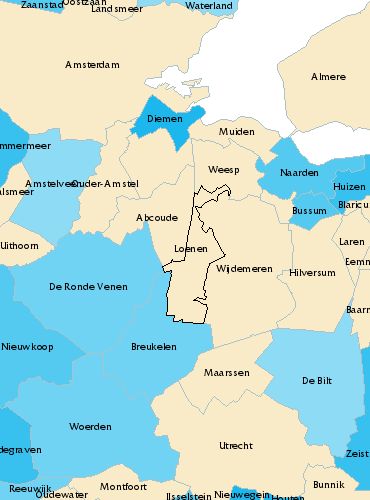 Zaanstad
Oostzaan
Landsmeer
Waterland
Amsterdam
Almere
Diemen
Muiden
mmermeer
Weesp
Naarden
Huizen
Amstelveen
Ouder-Amstel
alsmeer
Bussum
Blaricu
Abcoude
Uithoorn
Loenen
Laren
Eemn
Wijdemeren
Hilversum
De Ronde Venen
Baarn
Nieuwkoop
Breukelen
Maarssen
De Bilt
Woerden
Utrecht
degraven
Zeist
Reeuwijk
Oudewater
Montfoort
IJsselstein
Nieuwegein
Houten
Bunnik